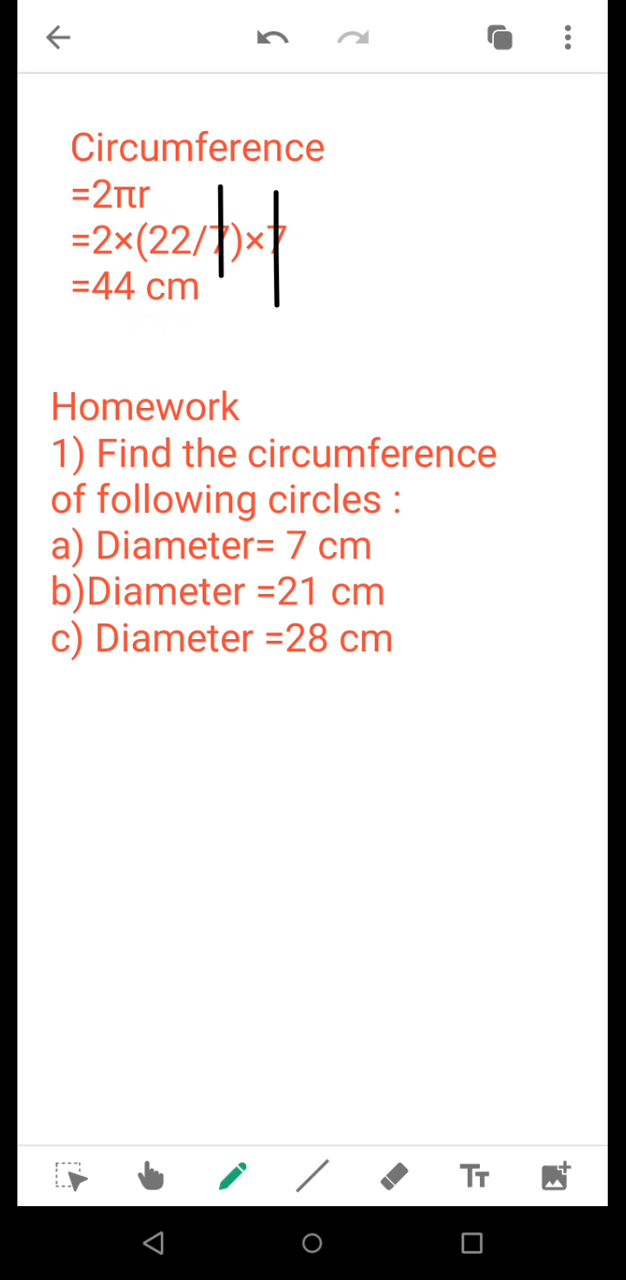 Circumference
=2πr
=2×(22/7)×7
=44 cm
Homework
1) Find the circumference
of following circles :
a) Diameter= 7 cm
b)Diameter =21 cm
c) Diameter =28 cm
TT